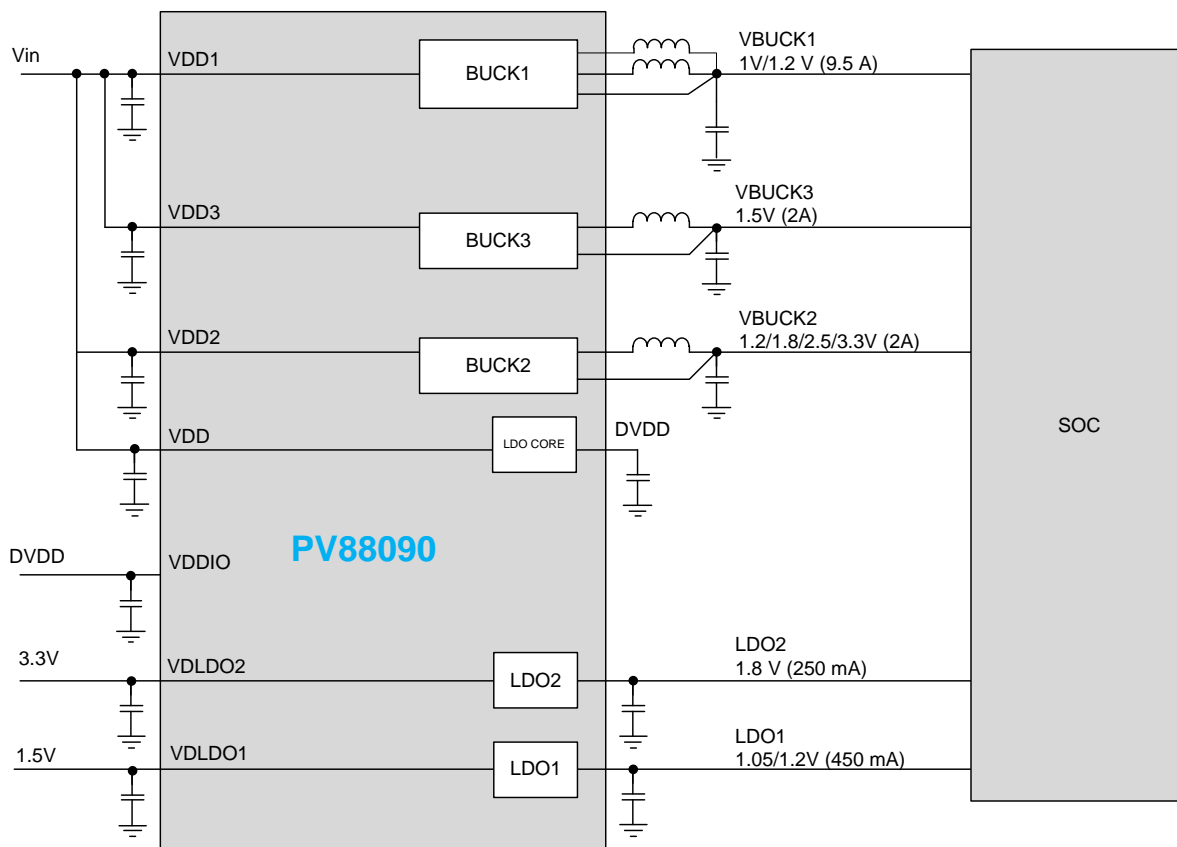 Vin
VDD1
BUCK1
VBUCK1
1V/1.2 V (9.5 A)
VDD3
BUCK3
VBUCK3
1.5V (2A)
VDD2
BUCK2
VBUCK2
1.2/1.8/2.5/3.3V (2A)
VDD
LDO CORE
DVDD
SOC
DVDD
VDDIO
PV88090
3.3V
VDLDO2
LDO2
LDO2
1.8 V (250 mA)
1.5V
VDLDO1
LDO1
LDO1
1.05/1.2V (450 mA)